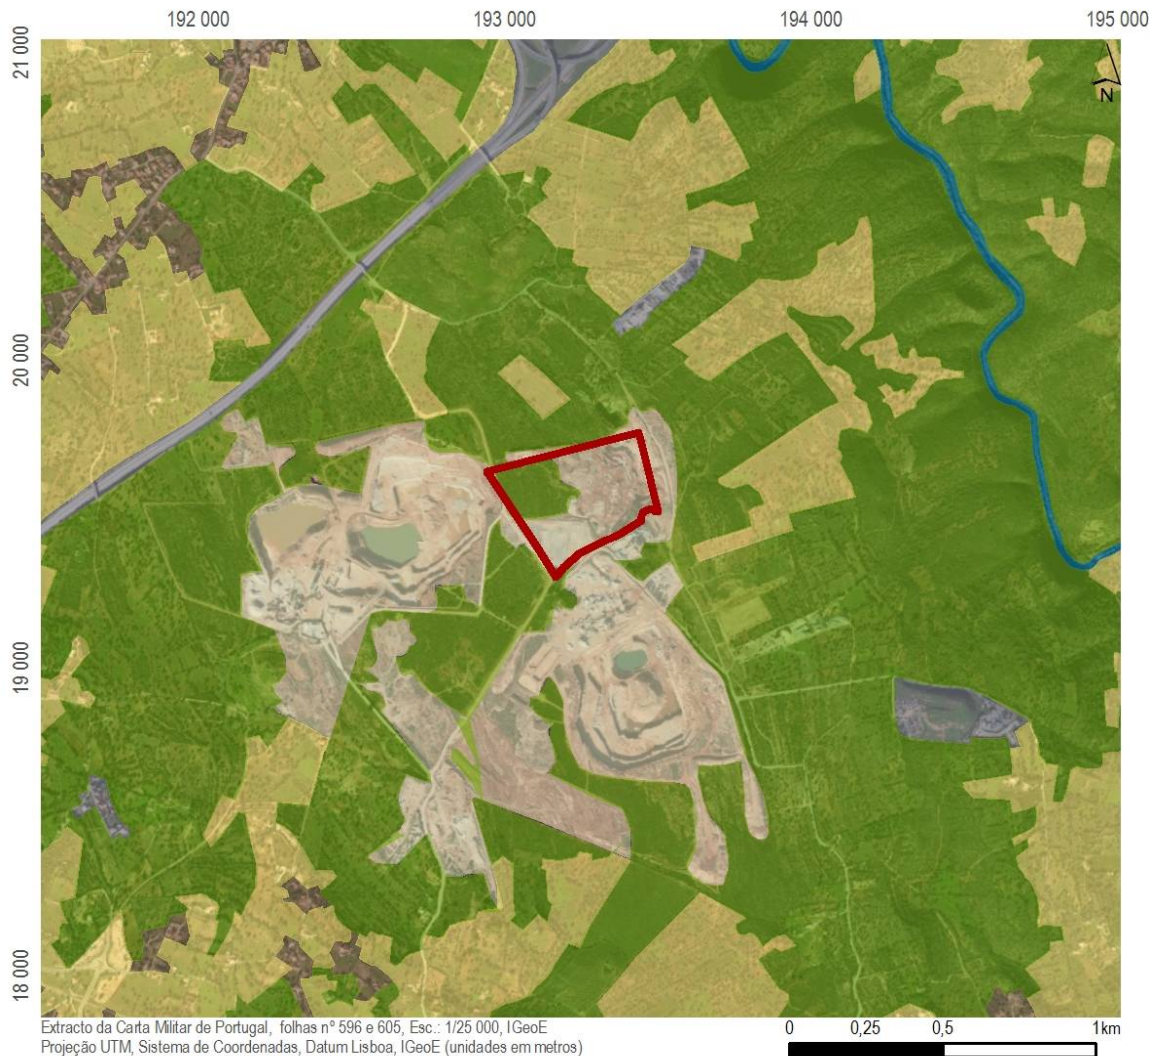 192 000 193 000 194 000 195 000
21 000
20 000
19 000
18 000
N
Extracto da Carta Militar de Portugal, folhas nº 596 e 605, Esc.: 1/25 000, IGeoE
Projeção UTM, Sistema de Coordenadas, Datum Lisboa, IGeoE (unidades em metros)
0 0,25 0,5 1km